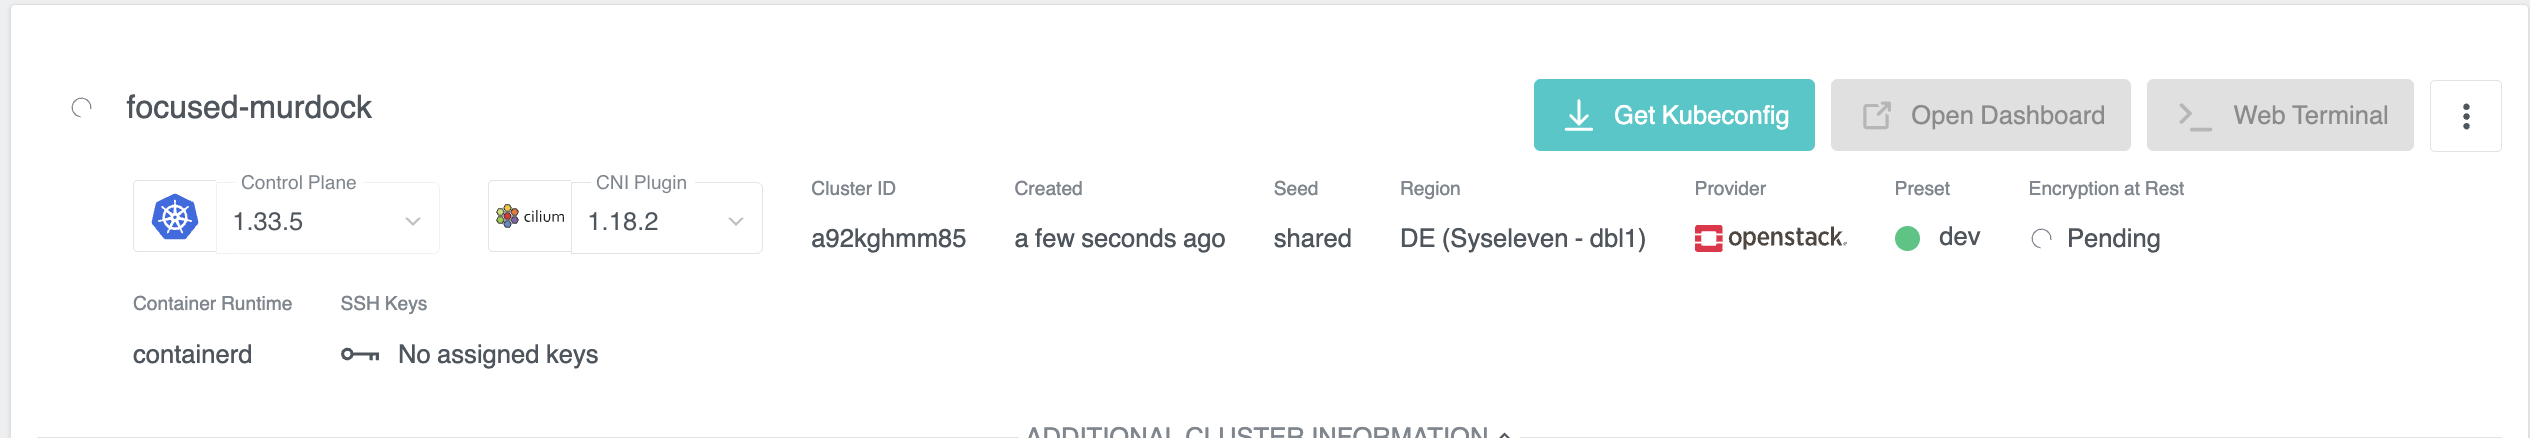 focused-murdock
Get Kubeconfig
Open Dashboard
Web Terminal
Control Plane
1.33.5
cilium
CNI Plugin
1.18.2
Cluster ID
a92kghmm85
Created
a few seconds ago
Seed
shared
Region
DE (Syseleven - dbl1)
Provider
openstack.
Preset
dev
Encryption at Rest
Pending
Container Runtime
containerd
SSH Keys
No assigned keys
ADDITIONAL CLUSTER INFORMATION